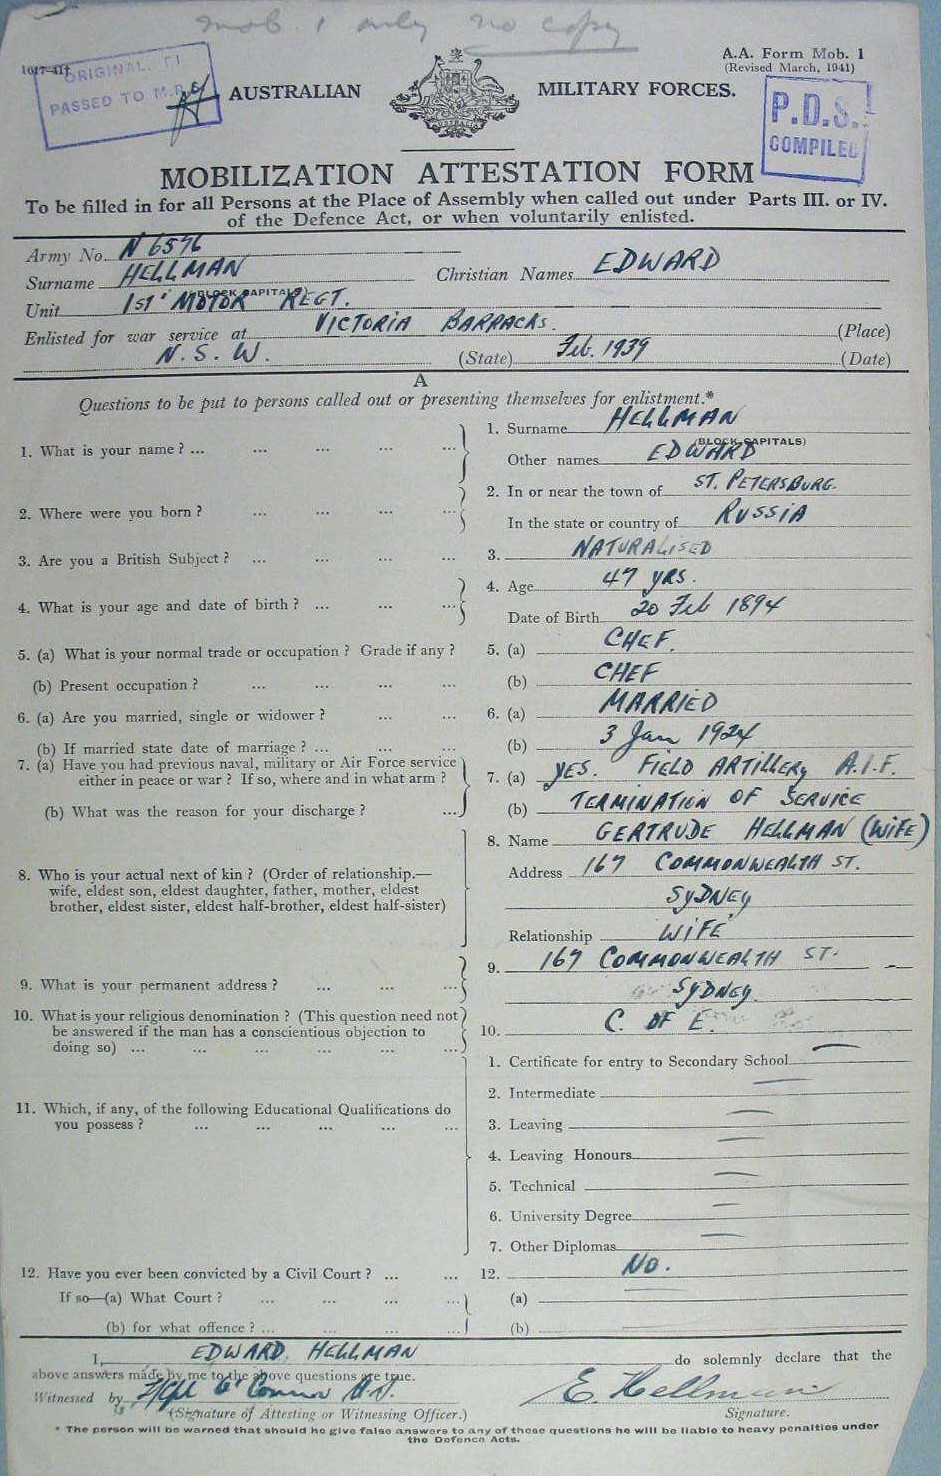 mob. 1 only no copy
1617-41
ORIGINAL.
PASSED TO M.R.O.
A.A. Form Mob. 1
(Revised March, 1941)
AUSTRALIAN MILITARY FORCES.
P.D.S.
COMPILED
MOBILIZATION ATTESTATION FORM
To be filled in for all Persons at the Place of Assembly when called out under Parts III. or IV.
of the Defence Act, or when voluntarily enlisted.
Army No. N 6576
Surname HELLMAN Christian Names EDWARD
(BLOCK CAPITALS)
Unit 1ST MOTOR REGT.
Enlisted for war service at VICTORIA BARRACKS. (Place)
N.S.W. (State) Feb. 1939 (Date)
A
Questions to be put to persons called out or presenting themselves for enlistment.*
1. What is your name? ... ... ... ... 1. Surname HELLMAN
(BLOCK CAPITALS)
Other names EDWARD
2. Where were you born? ... ... ... 2. In or near the town of ST. PETERSBURG.
In the state or country of RUSSIA
3. Are you a British Subject? ... ... ... 3. NATURALISED
4. What is your age and date of birth? ... ... ... 4. Age 47 yrs.
Date of Birth 20 Feb 1894
5. (a) What is your normal trade or occupation? Grade if any? 5. (a) CHEF.
(b) Present occupation? ... ... ... (b) CHEF
6. (a) Are you married, single or widower? ... ... 6. (a) MARRIED
(b) If married state date of marriage? ... ... ... (b) 3 Jan 1924
7. (a) Have you had previous naval, military or Air Force service
either in peace or war? If so, where and in what arm? 7. (a) YES. FIELD ARTILLERY A.I.F.
(b) What was the reason for your discharge? ... (b) TERMINATION OF SERVICE
8. Who is your actual next of kin? (Order of relationship.—
wife, eldest son, eldest daughter, father, mother, eldest
brother, eldest sister, eldest half-brother, eldest half-sister)
8. Name GERTRUDE HELLMAN (WIFE)
Address 167 COMMONWEALTH ST.
SYDNEY
Relationship WIFE
9. What is your permanent address? ... ... ... 9. 167 COMMONWEALTH ST.
SYDNEY.
10. What is your religious denomination? (This question need not
be answered if the man has a conscientious objection to
doing so) ... ... ... ... ... 10. C. OF E.
11. Which, if any, of the following Educational Qualifications do
you possess? ... ... ... ...
1. Certificate for entry to Secondary School —
2. Intermediate —
3. Leaving —
4. Leaving Honours —
5. Technical —
6. University Degree —
7. Other Diplomas —
12. Have you ever been convicted by a Civil Court? ... ... 12. NO.
If so—(a) What Court? ... ... ... ... (a) —
(b) for what offence? ... ... ... ... (b)
I, EDWARD HELLMAN do solemnly declare that the
above answers made by me to the above questions are true.
Witnessed by O'Connor E. Hellman
(Signature of Attesting or Witnessing Officer.) Signature.
* The person will be warned that should he give false answers to any of these questions he will be liable to heavy penalties under
the Defence Acts.